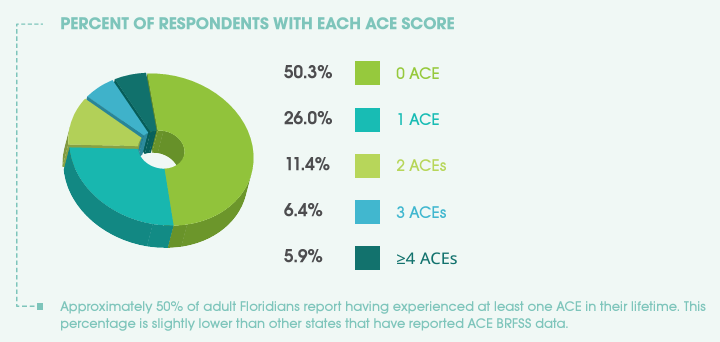 PERCENT OF RESPONDENTS WITH EACH ACE SCORE
50.3% 0 ACE
26.0% 1 ACE
11.4% 2 ACEs
6.4% 3 ACEs
5.9% ≥4 ACEs
Approximately 50% of adult Floridians report having experienced at least one ACE in their lifetime. This
percentage is slightly lower than other states that have reported ACE BRFSS data.